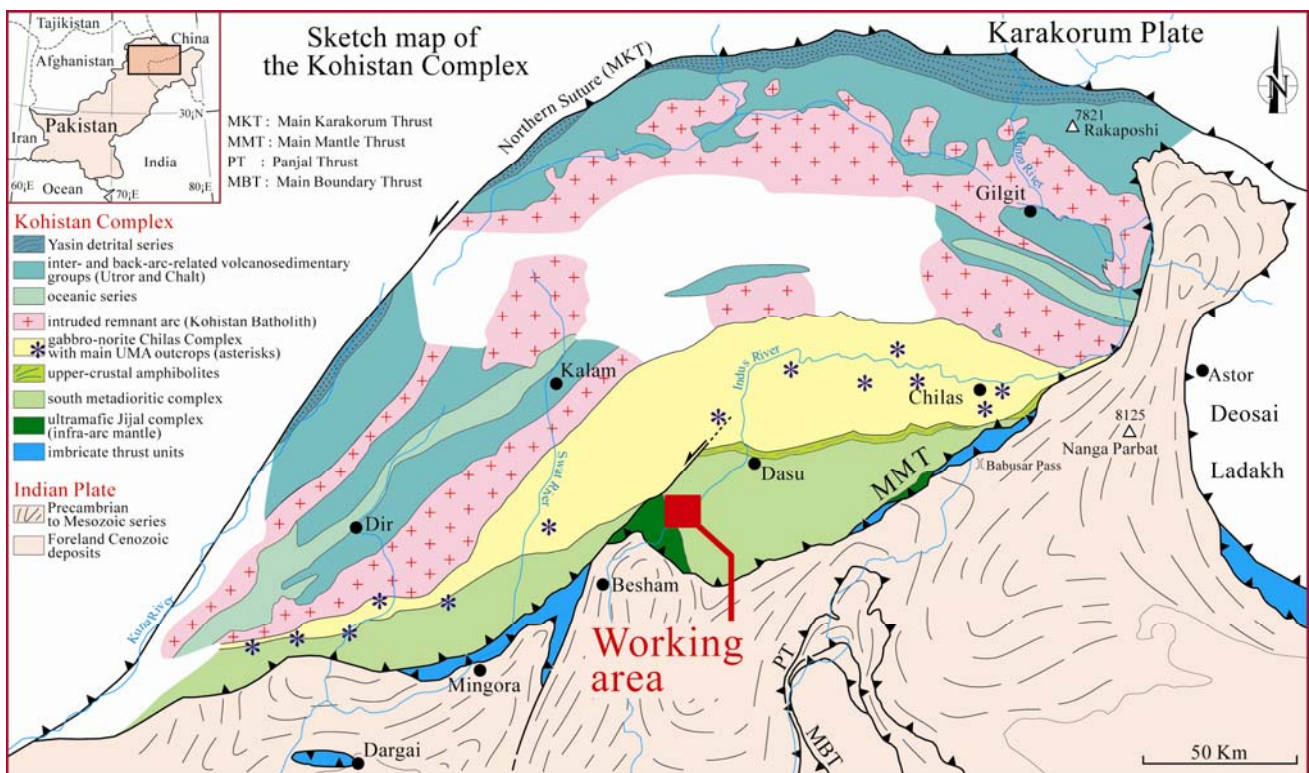 Tajikistan
China
Afghanistan
30¡N
Pakistan
Iran
India
Ocean
60¡E
70¡E
80¡E
Sketch map of
the Kohistan Complex
MKT : Main Karakorum Thrust
MMT : Main Mantle Thrust
PT : Panjal Thrust
MBT : Main Boundary Thrust
Karakorum Plate
N
Northern Suture (MKT)
7821
Rakaposhi
Hunza River
Gilgit
Kohistan Complex
Yasin detrital series
inter- and back-arc-related volcanosedimentary
groups (Utror and Chalt)
oceanic series
intruded remnant arc (Kohistan Batholith)
gabbro-norite Chilas Complex
with main UMA outcrops (asterisks)
upper-crustal amphibolites
south metadioritic complex
ultramafic Jijal complex
(infra-arc mantle)
imbricate thrust units
Indian Plate
Precambrian
to Mesozoic series
Foreland Cenozoic
deposits
Kalam
Indus River
Chilas
Astor
Deosai
8125
Nanga Parbat
Ladakh
Swat River
Dasu
MMT
Babusar Pass
Dir
Besham
Working
area
Kunar River
Mingora
PT
MBT
Dargai
50 Km